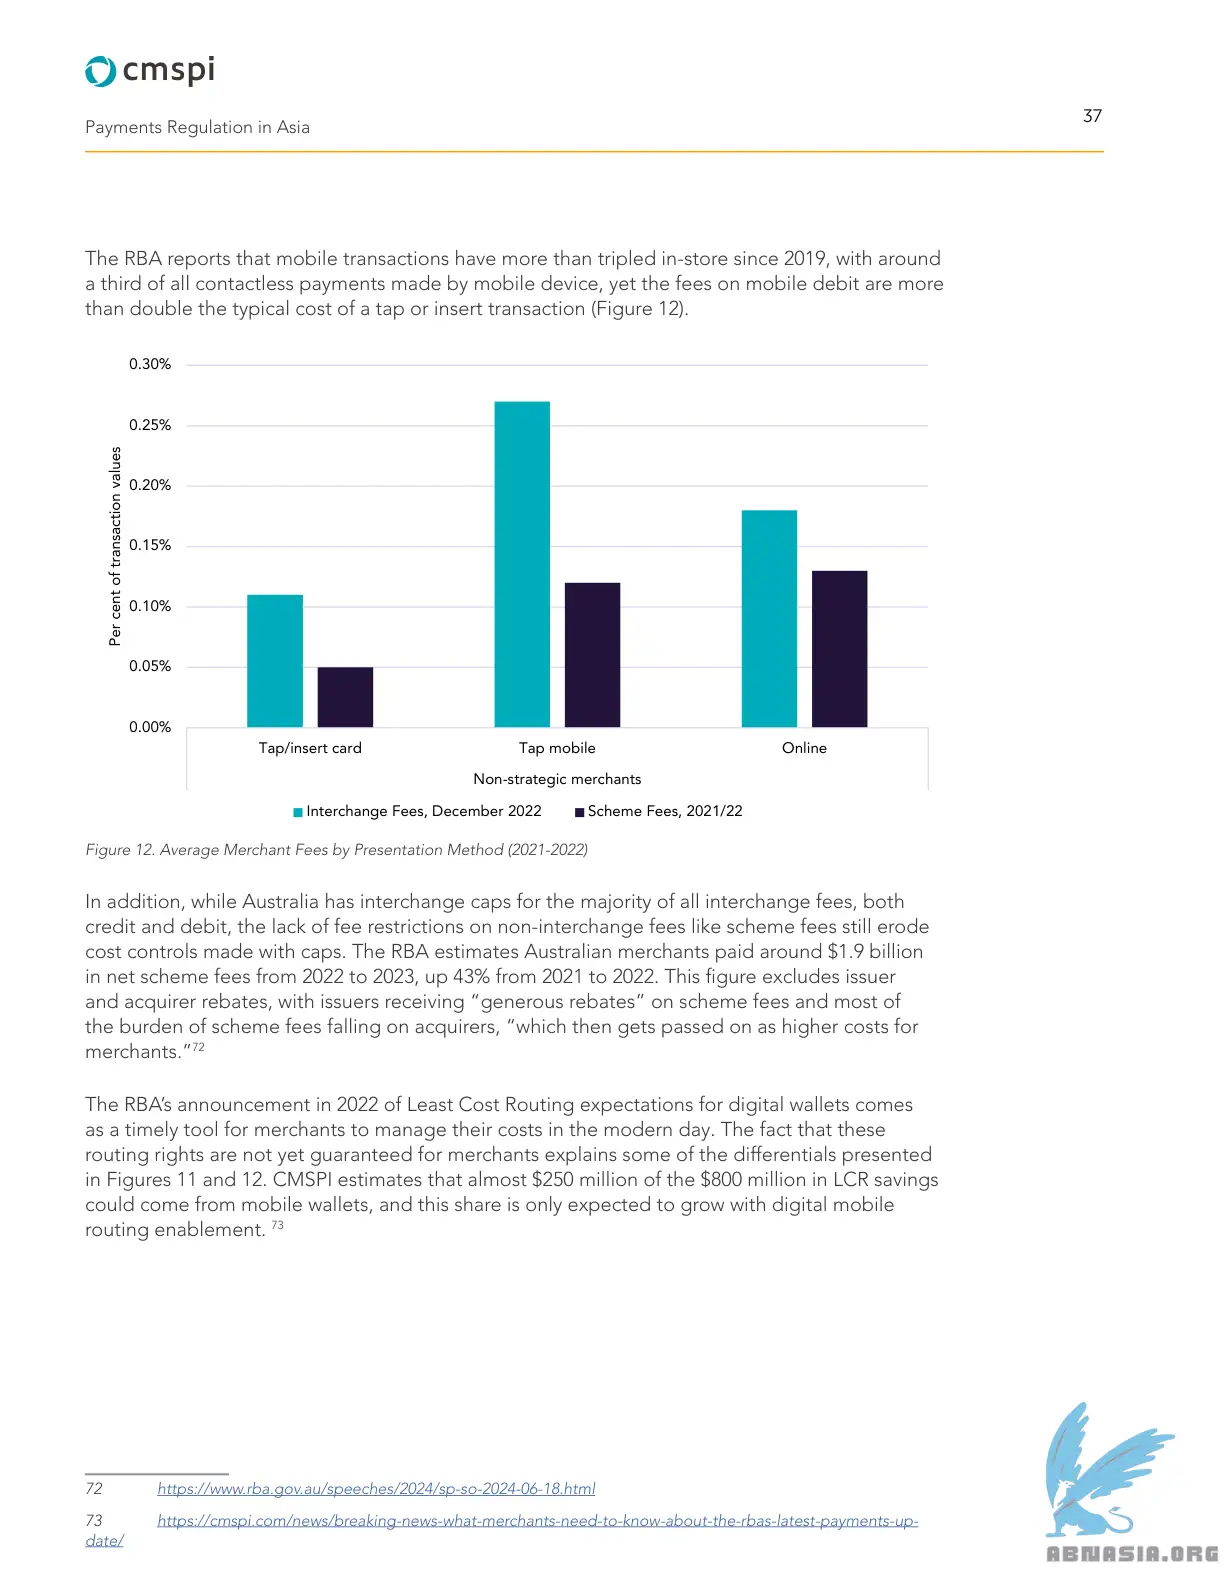 cmspi
Payments Regulation in Asia
37
The RBA reports that mobile transactions have more than tripled in-store since 2019, with around
a third of all contactless payments made by mobile device, yet the fees on mobile debit are more
than double the typical cost of a tap or insert transaction (Figure 12).
0.30%
0.25%
0.20%
0.15%
0.10%
0.05%
0.00%
Per cent of transaction values
Tap/insert card
Tap mobile
Online
Non-strategic merchants
Interchange Fees, December 2022
Scheme Fees, 2021/22
Figure 12. Average Merchant Fees by Presentation Method (2021-2022)
In addition, while Australia has interchange caps for the majority of all interchange fees, both
credit and debit, the lack of fee restrictions on non-interchange fees like scheme fees still erode
cost controls made with caps. The RBA estimates Australian merchants paid around $1.9 billion
in net scheme fees from 2022 to 2023, up 43% from 2021 to 2022. This figure excludes issuer
and acquirer rebates, with issuers receiving “generous rebates” on scheme fees and most of
the burden of scheme fees falling on acquirers, “which then gets passed on as higher costs for
merchants.”72
The RBA’s announcement in 2022 of Least Cost Routing expectations for digital wallets comes
as a timely tool for merchants to manage their costs in the modern day. The fact that these
routing rights are not yet guaranteed for merchants explains some of the differentials presented
in Figures 11 and 12. CMSPI estimates that almost $250 million of the $800 million in LCR savings
could come from mobile wallets, and this share is only expected to grow with digital mobile
routing enablement. 73
72 https://www.rba.gov.au/speeches/2024/sp-so-2024-06-18.html
73 https://cmspi.com/news/breaking-news-what-merchants-need-to-know-about-the-rbas-latest-payments-up-
date/
ABNASIA.ORG